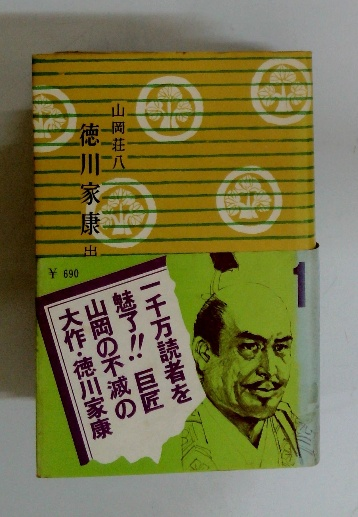 山岡荘八
徳川家康 出
¥ 690
1
一千万読者を
魅了!! 巨匠
山岡の不滅の
大作・徳川家康